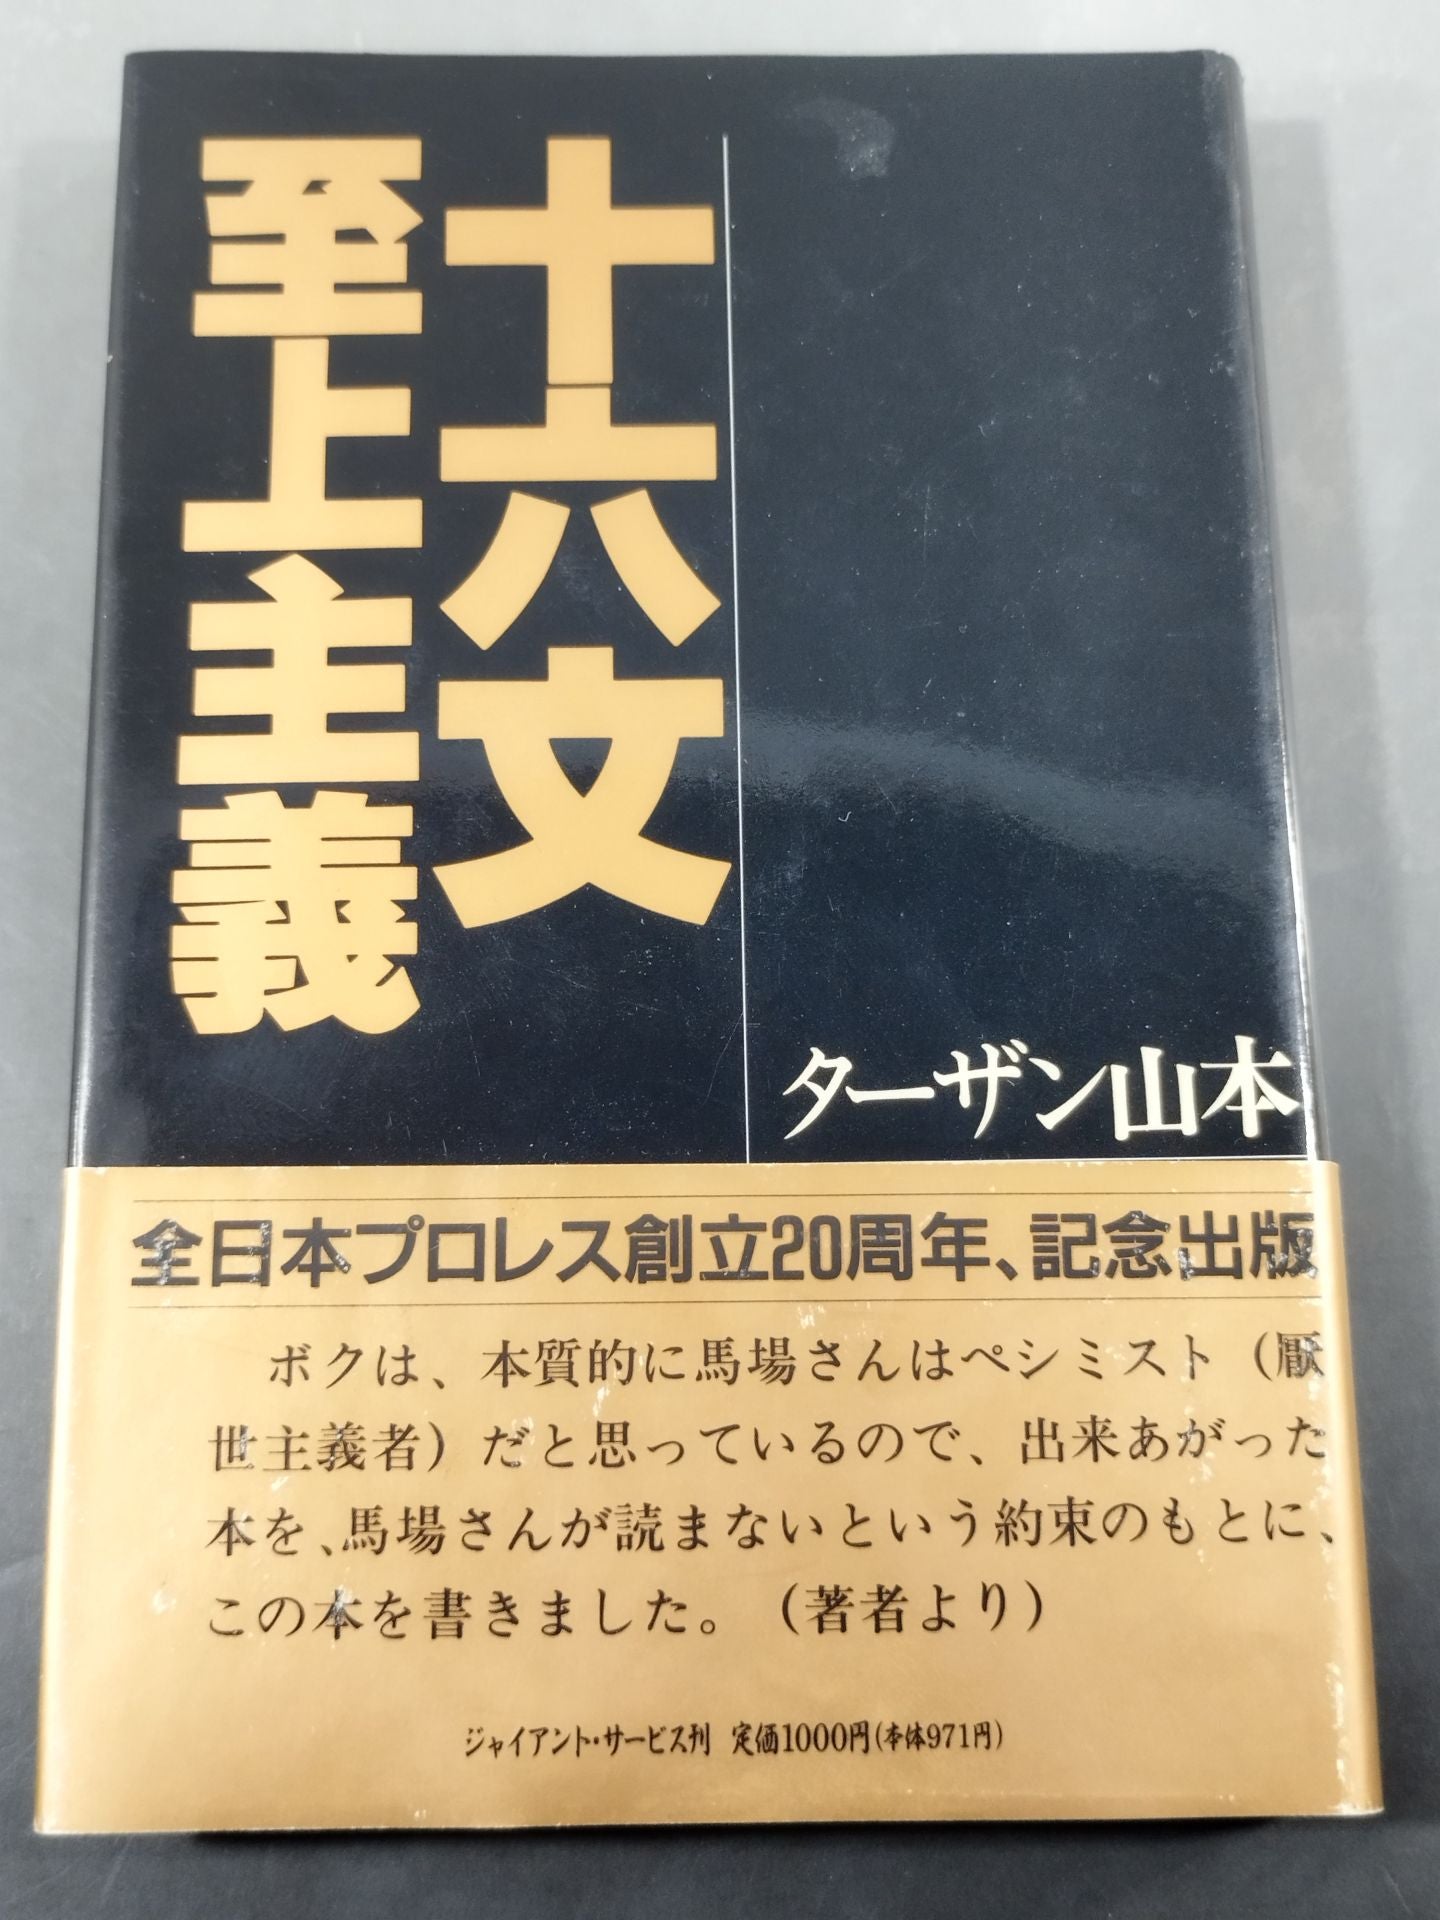 十六文
至上主義
ターザン山本
全日本プロレス創立20周年、記念出版
ボクは、本質的に馬場さんはペシミスト（厭
世主義者）だと思っているので、出来あがった
本を、馬場さんが読まないという約束のもとに、
この本を書きました。（著者より）
ジャイアント・サービス刊 定価1000円（本体971円）